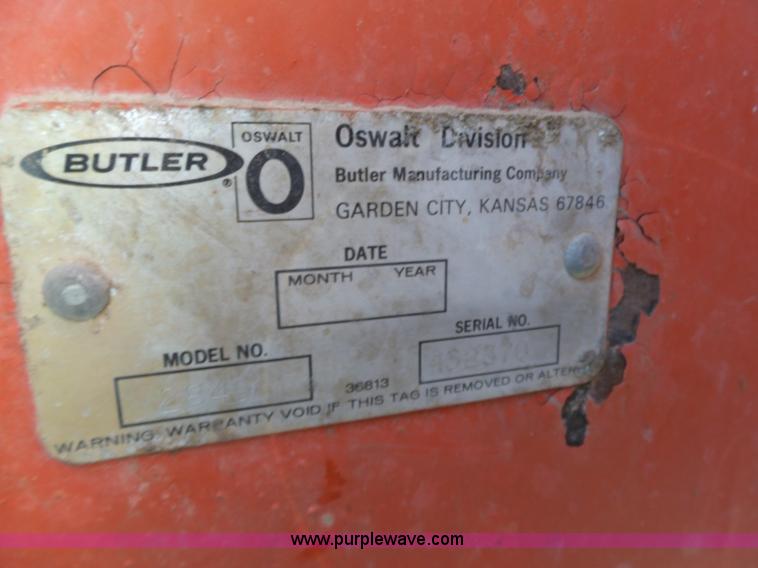 BUTLER ®
OSWALT
O
Oswalt Division
Butler Manufacturing Company
GARDEN CITY, KANSAS 67846
DATE
MONTH YEAR
MODEL NO.
SERIAL NO.
36813
WARNING: WARRANTY VOID IF THIS TAG IS REMOVED OR ALTERED
www.purplewave.com